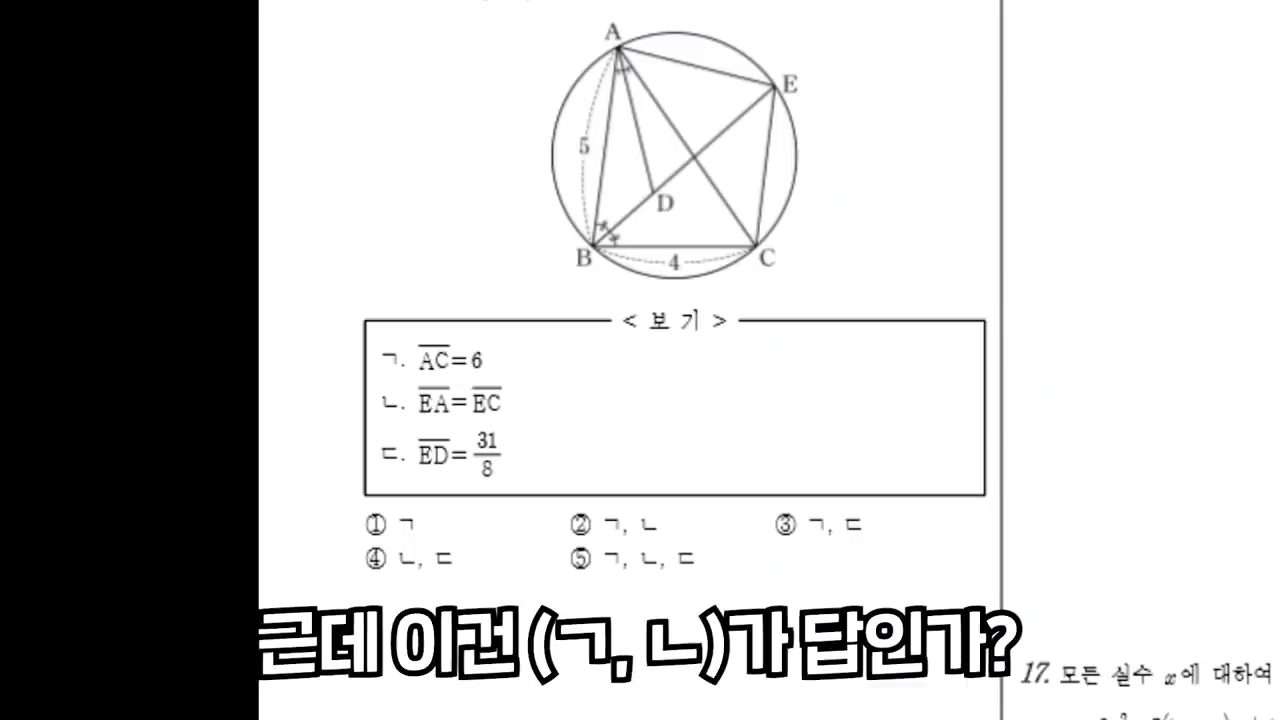 A
E
5
D
B
4
C
< 보 기 >
ㄱ. AC=6
ㄴ. EA=EC
ㄷ. ED=31/8
① ㄱ ② ㄱ, ㄴ ③ ㄱ, ㄷ
④ ㄴ, ㄷ ⑤ ㄱ, ㄴ, ㄷ
근데 이건 (ㄱ, ㄴ)가 답인가?
17. 모든 실수 x에 대하여